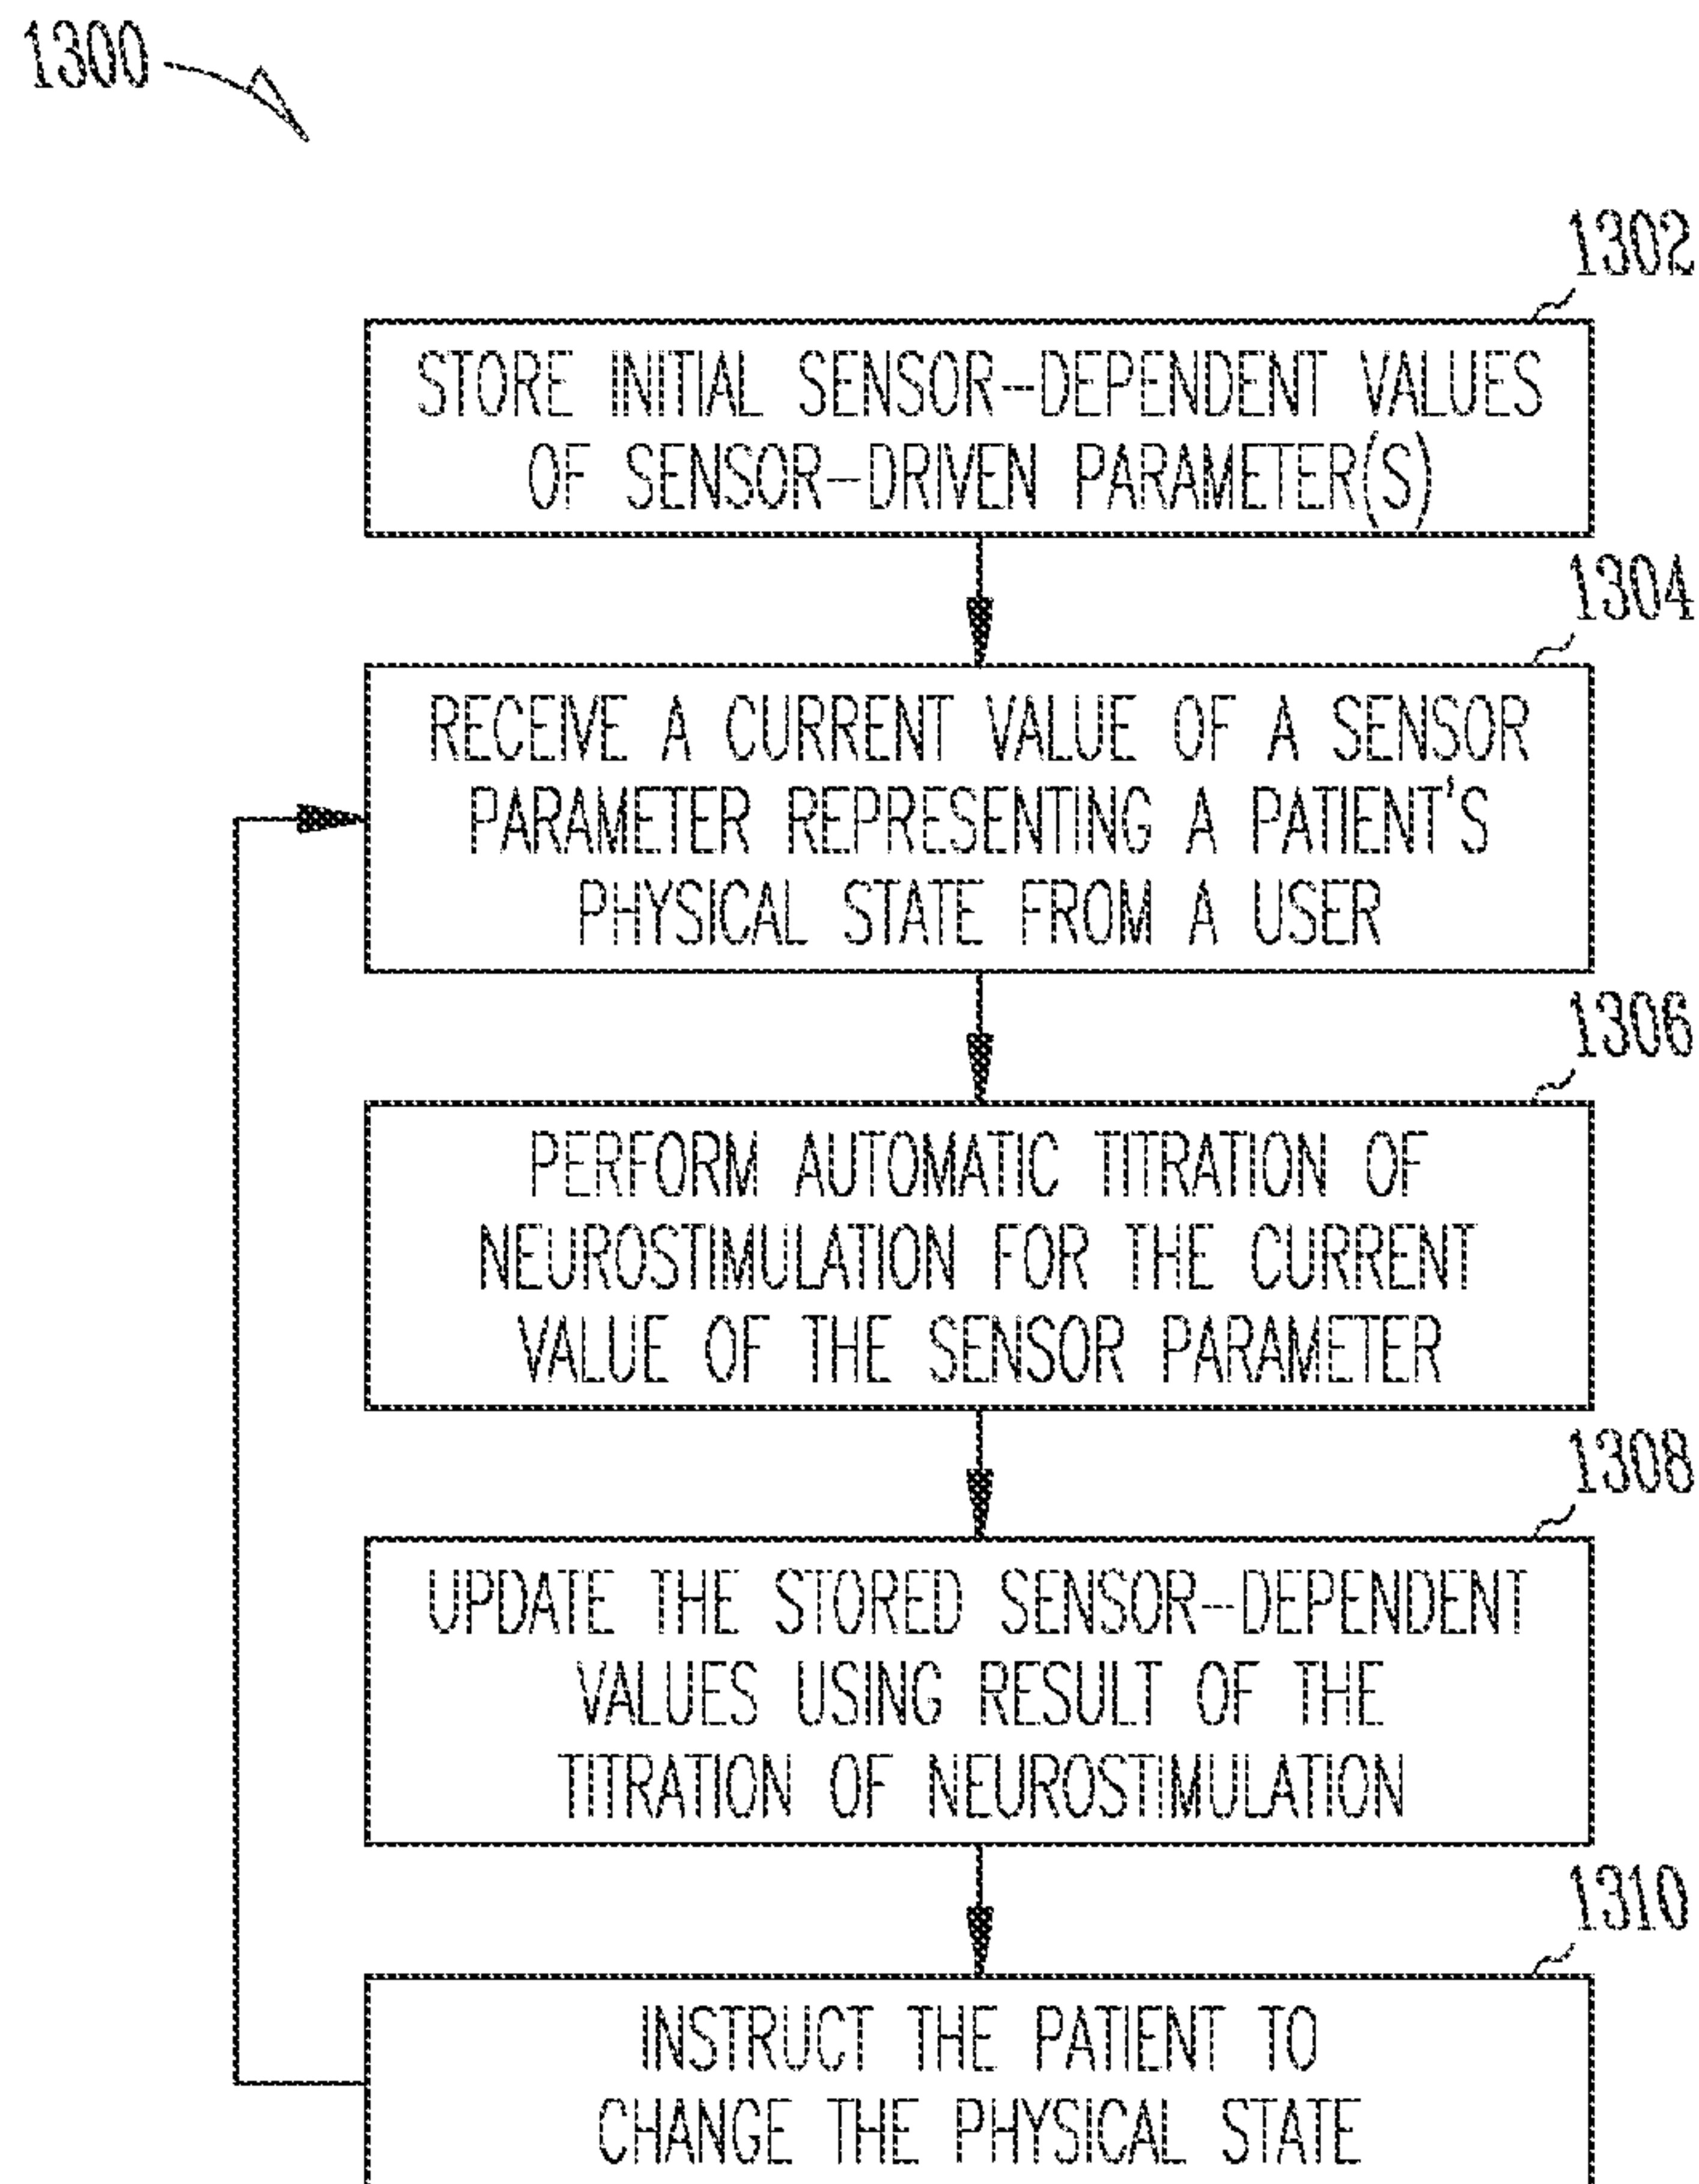 1300
1302
STORE INITIAL SENSOR-DEPENDENT VALUES
OF SENSOR-DRIVEN PARAMETER(S)
1304
RECEIVE A CURRENT VALUE OF A SENSOR
PARAMETER REPRESENTING A PATIENT'S
PHYSICAL STATE FROM A USER
1306
PERFORM AUTOMATIC TITRATION OF
NEUROSTIMULATION FOR THE CURRENT
VALUE OF THE SENSOR PARAMETER
1308
UPDATE THE STORED SENSOR-DEPENDENT
VALUES USING RESULT OF THE
TITRATION OF NEUROSTIMULATION
1310
INSTRUCT THE PATIENT TO
CHANGE THE PHYSICAL STATE